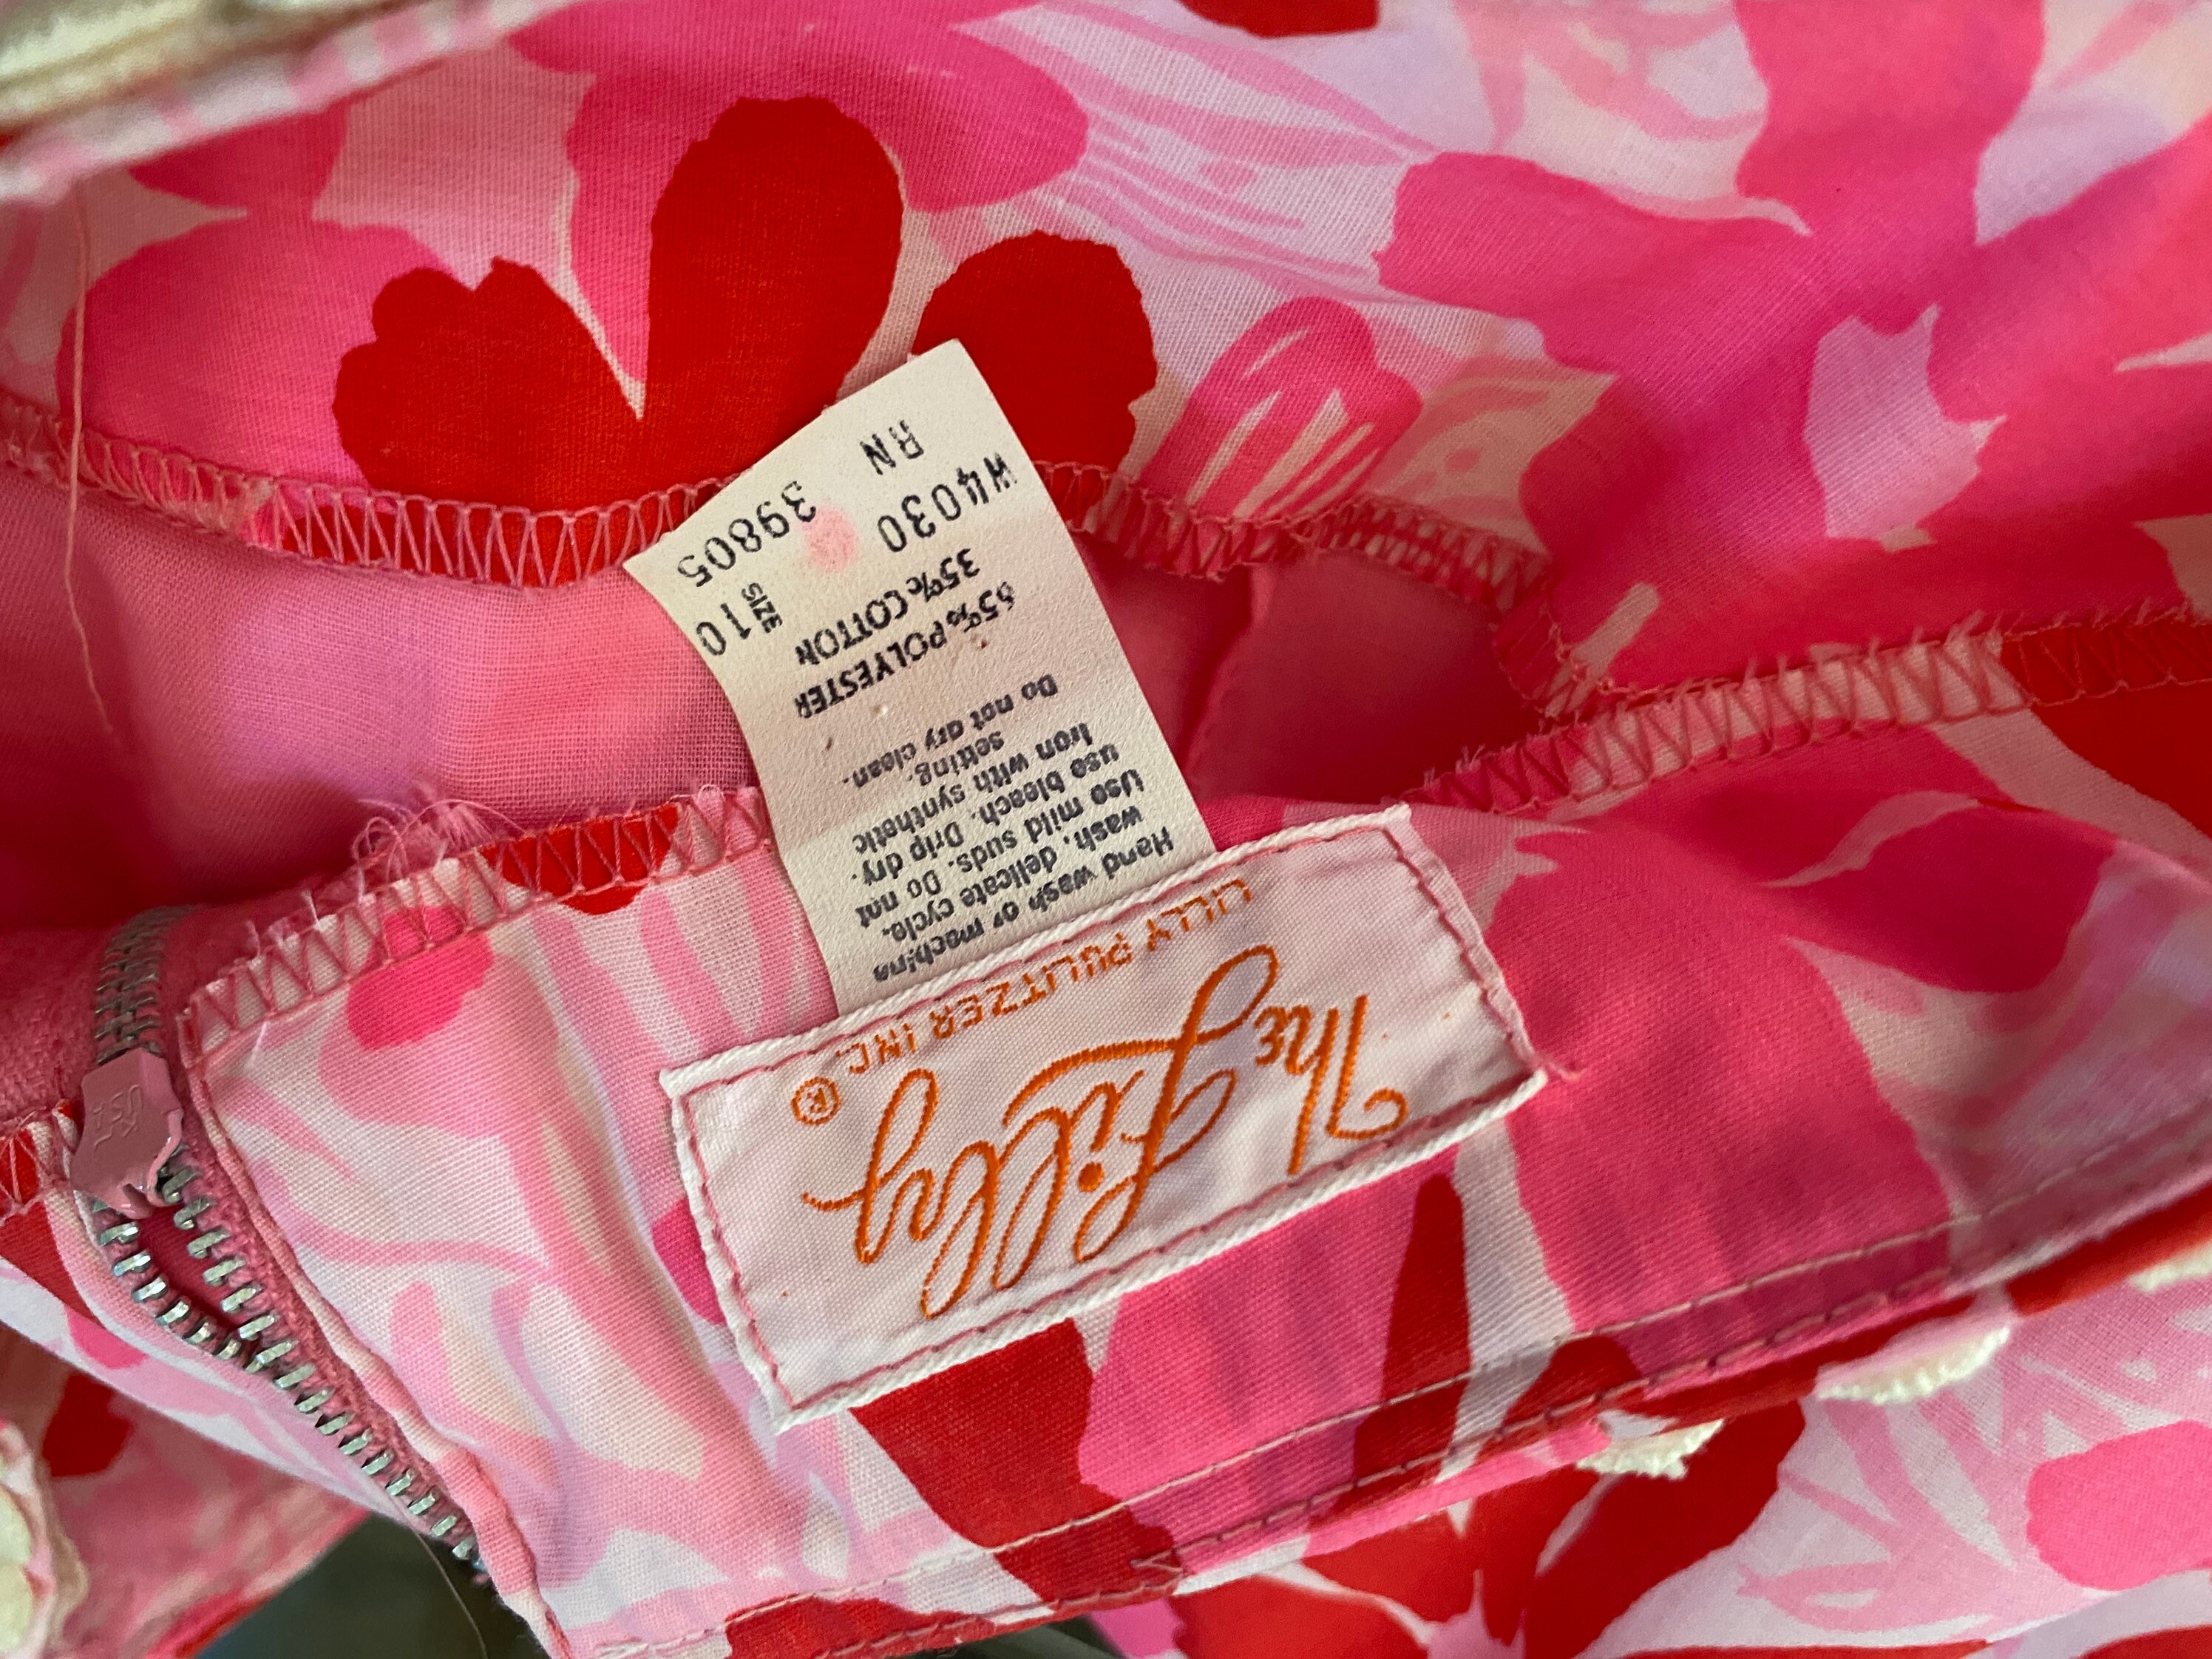 The Lilly ®
LILLY PULITZER INC.
Hand wash or machine
wash, delicate cycle.
Use mild suds. Do not
use bleach. Drip dry.
Iron with synthetic
setting.
Do not dry clean.
65% POLYESTER
35% COTTON
W4030 SIZE 10
RN 39805